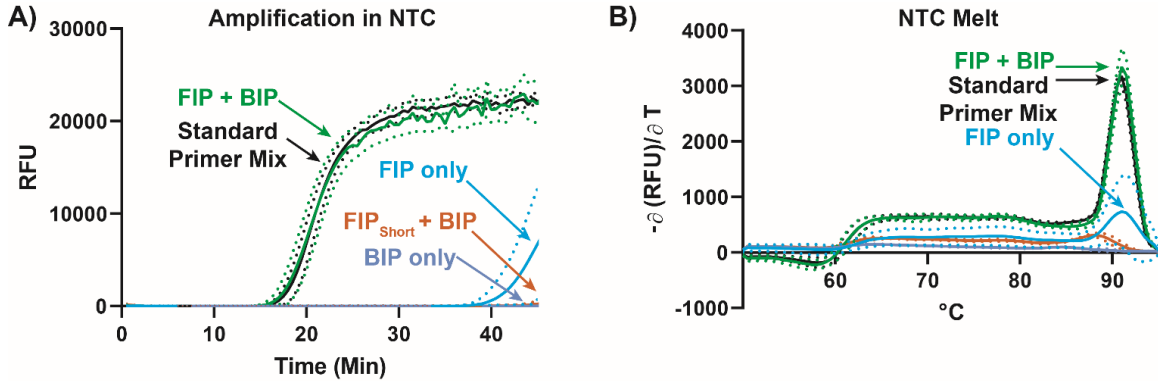 A)
Amplification in NTC
RFU
30000
20000
10000
0
FIP + BIP
Standard
Primer Mix
FIP only
FIPShort + BIP
BIP only
0 10 20 30 40
Time (Min)
B)
NTC Melt
-∂(RFU)/∂T
4000
3000
2000
1000
0
-1000
FIP + BIP
Standard
Primer Mix
FIP only
60 70 80 90
°C